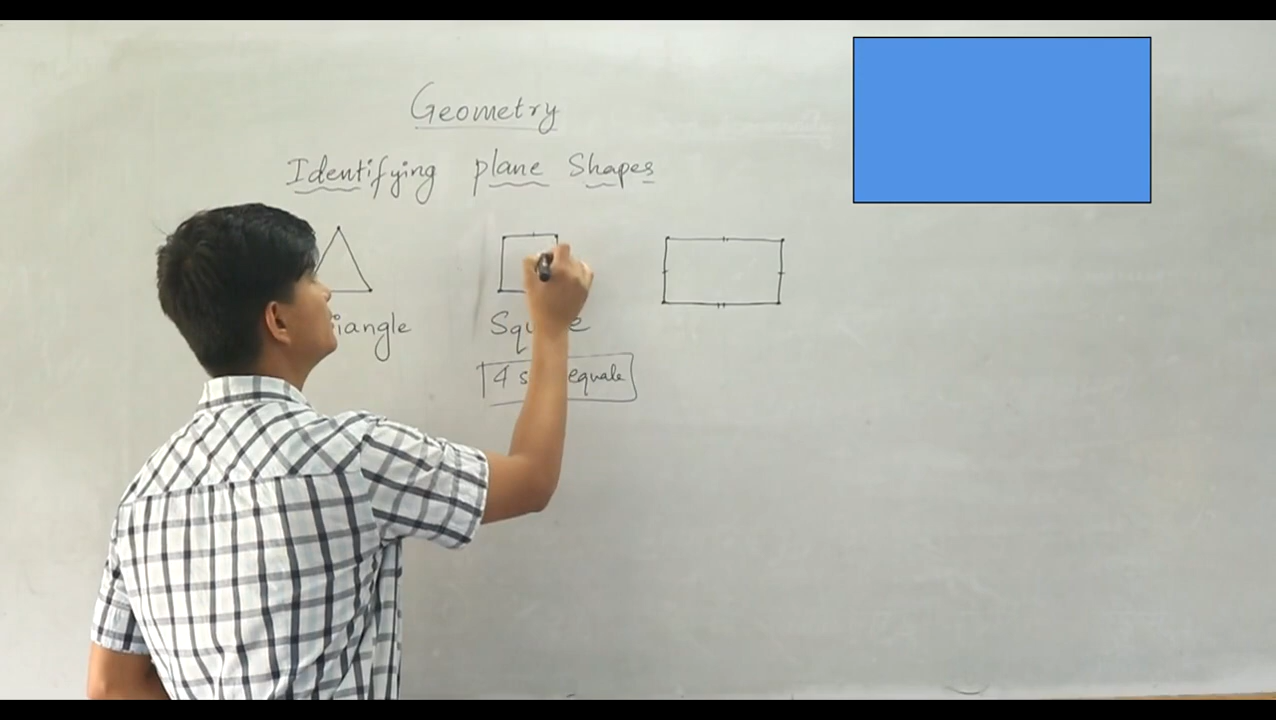 Geometry
Identifying plane Shapes
iangle
Squ e
4 s equale